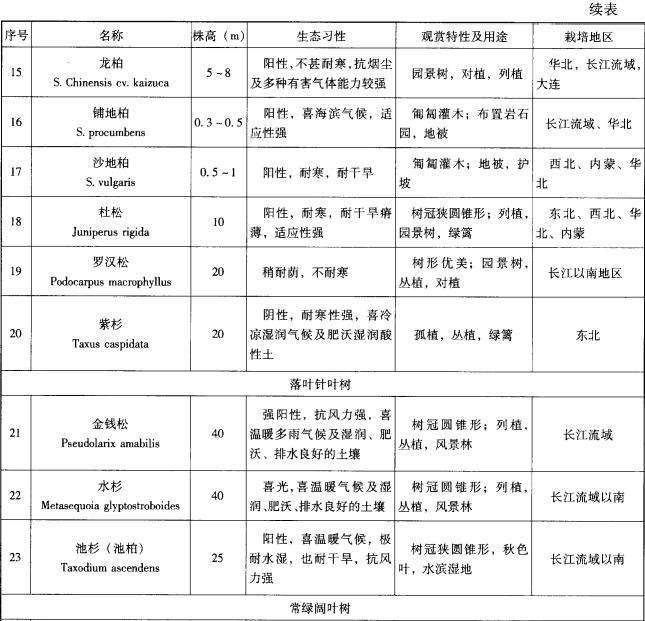 续表
序号 名称 株高（m） 生态习性 观赏特性及用途 栽培地区
15 龙柏 S. Chinensis cv. kaizuca 5~8 阳性，不甚耐寒，抗烟尘及多种有害气体能力较强 园景树，对植，列植 华北，长江流域，大连
16 铺地柏 S. procumbens 0.3~0.5 阳性，喜海滨气候，适应性强 匍匐灌木；布置岩石园，地被 长江流域、华北
17 沙地柏 S. vulgaris 0.5~1 阳性，耐寒，耐干旱 匍匐灌木；地被，护坡 西北、内蒙、华北
18 杜松 Juniperus rigida 10 阳性，耐寒，耐干旱瘠薄，适应性强 树冠狭圆锥形；列植，园景树，绿篱 东北、西北、华北、内蒙
19 罗汉松 Podocarpus macrophyllus 20 稍耐荫，不耐寒 树形优美；园景树，丛植，对植 长江以南地区
20 紫杉 Taxus caspidata 20 阴性，耐寒性强，喜冷凉湿润气候及肥沃湿润酸性土 孤植，丛植，绿篱 东北
落叶针叶树
21 金钱松 Pseudolarix amabilis 40 强阳性，抗风力强，喜温暖多雨气候及湿润、肥沃、排水良好的土壤 树冠圆锥形；列植，丛植，风景林 长江流域
22 水杉 Metasequoia glyptostroboides 40 喜光，喜温暖气候及湿润、肥沃、排水良好的土壤 树冠圆锥形；列植，丛植，风景林 长江流域以南
23 池杉（池柏） Taxodium ascendens 25 阳性，喜温暖气候，极耐水湿，也耐干旱，抗风力强 树冠狭圆锥形，秋色叶，水滨湿地 长江流域以南
常绿阔叶树